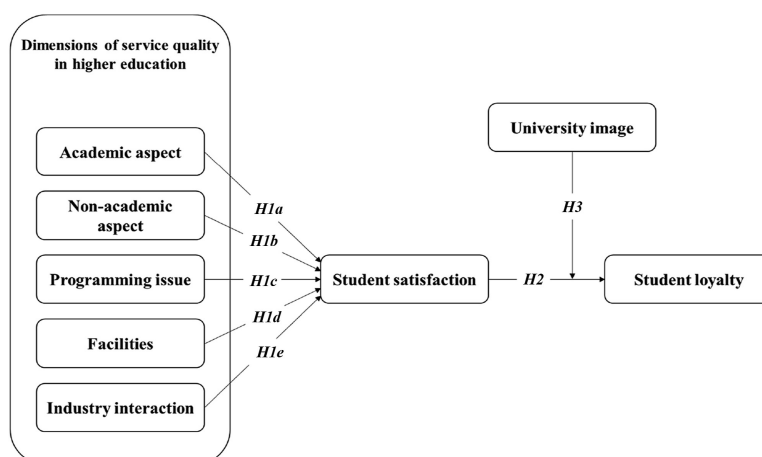 Dimensions of service quality
in higher education
Academic aspect
Non-academic
aspect
Programming issue
Facilities
Industry interaction
H1a
H1b
H1c
H1d
H1e
Student satisfaction
H2
University image
H3
Student loyalty